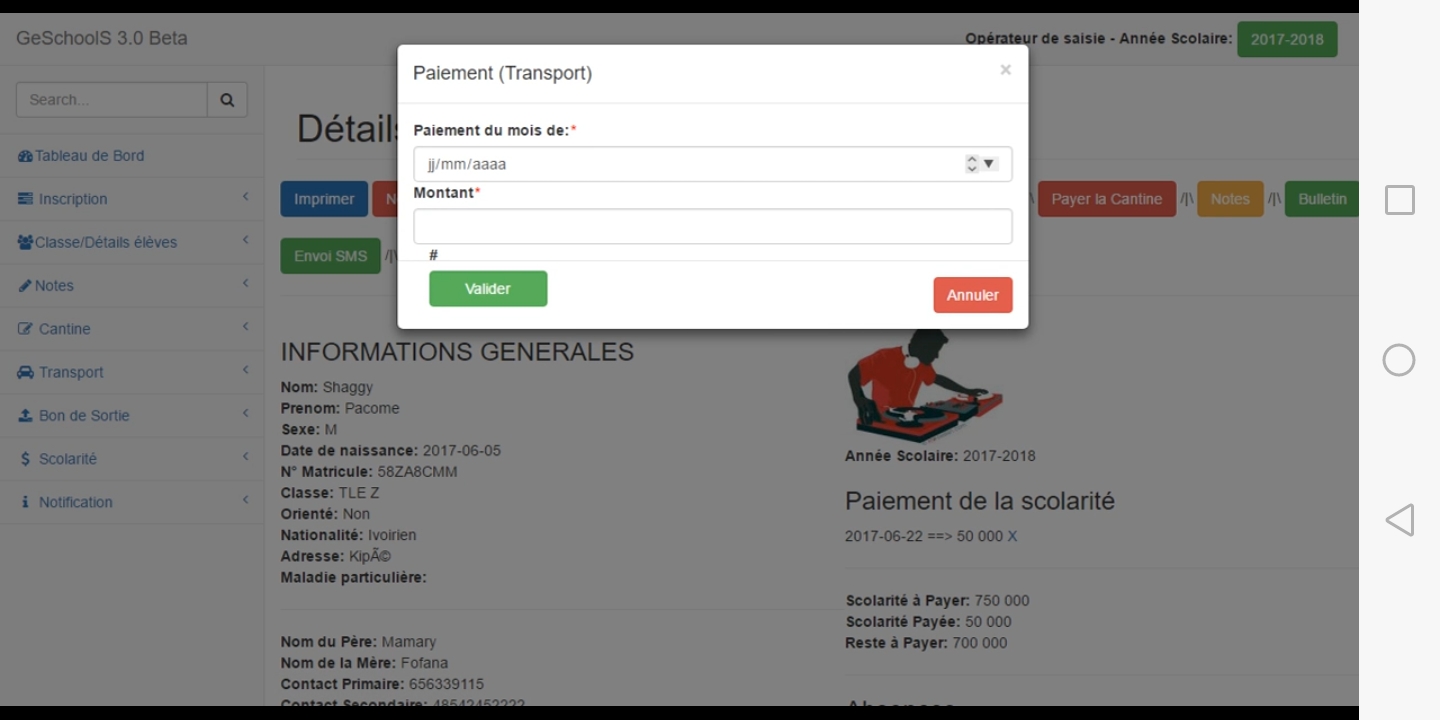 GeSchoolS 3.0 Beta
Opérateur de saisie - Année Scolaire: 2017-2018
Search...
Tableau de Bord
Inscription
Classe/Détails élèves
Notes
Cantine
Transport
Bon de Sortie
Scolarité
Notification
Détails
Imprimer
Payer la Cantine /|\ Notes /|\ Bulletin
Envoi SMS
Paiement (Transport) ×
Paiement du mois de:*
jj/mm/aaaa
Montant*
#
Valider
Annuler
INFORMATIONS GENERALES
Nom: Shaggy
Prenom: Pacome
Sexe: M
Date de naissance: 2017-06-05
N° Matricule: 58ZA8CMM
Classe: TLE Z
Orienté: Non
Nationalité: Ivoirien
Adresse: KipÃ©
Maladie particulière:
Nom du Père: Mamary
Nom de la Mère: Fofana
Contact Primaire: 656339115
Contact Secondaire: 48542452222
Année Scolaire: 2017-2018
Paiement de la scolarité
2017-06-22 ==> 50 000 X
Scolarité à Payer: 750 000
Scolarité Payée: 50 000
Reste à Payer: 700 000